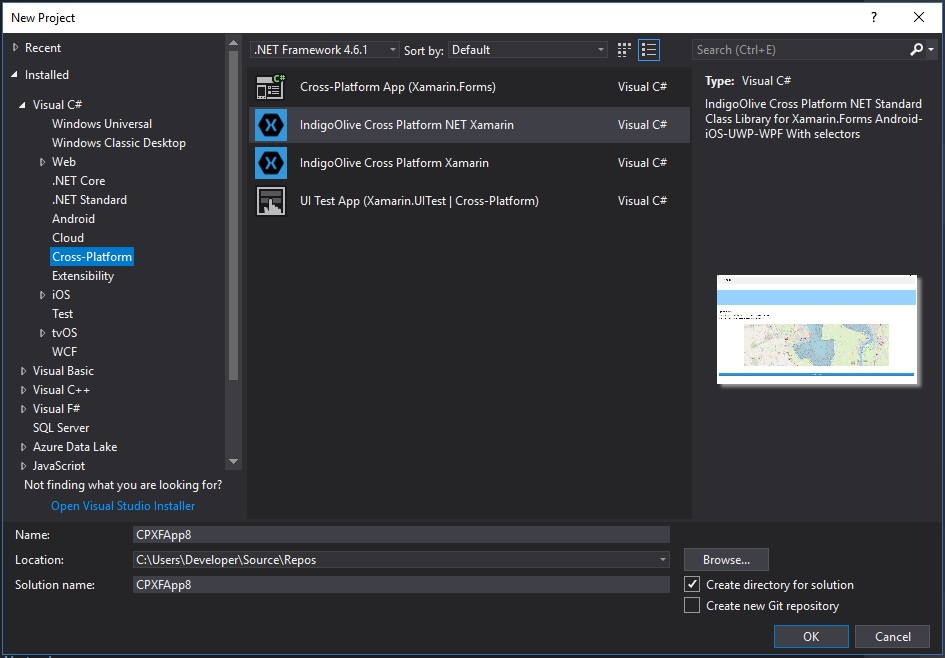 New Project
?
Recent
Installed
Visual C#
Windows Universal
Windows Classic Desktop
Web
.NET Core
.NET Standard
Android
Cloud
Cross-Platform
Extensibility
iOS
Test
tvOS
WCF
Visual Basic
Visual C++
Visual F#
SQL Server
Azure Data Lake
JavaScript
Not finding what you are looking for?
Open Visual Studio Installer
.NET Framework 4.6.1
Sort by: Default
Cross-Platform App (Xamarin.Forms) Visual C#
IndigoOlive Cross Platform NET Xamarin Visual C#
IndigoOlive Cross Platform Xamarin Visual C#
UI Test App (Xamarin.UITest | Cross-Platform) Visual C#
Search (Ctrl+E)
Type: Visual C#
IndigoOlive Cross Platform NET Standard
Class Library for Xamarin.Forms Android-
iOS-UWP-WPF With selectors
Name: CPXFApp8
Location: C:\Users\Developer\Source\Repos
Solution name: CPXFApp8
Browse...
Create directory for solution
Create new Git repository
OK
Cancel